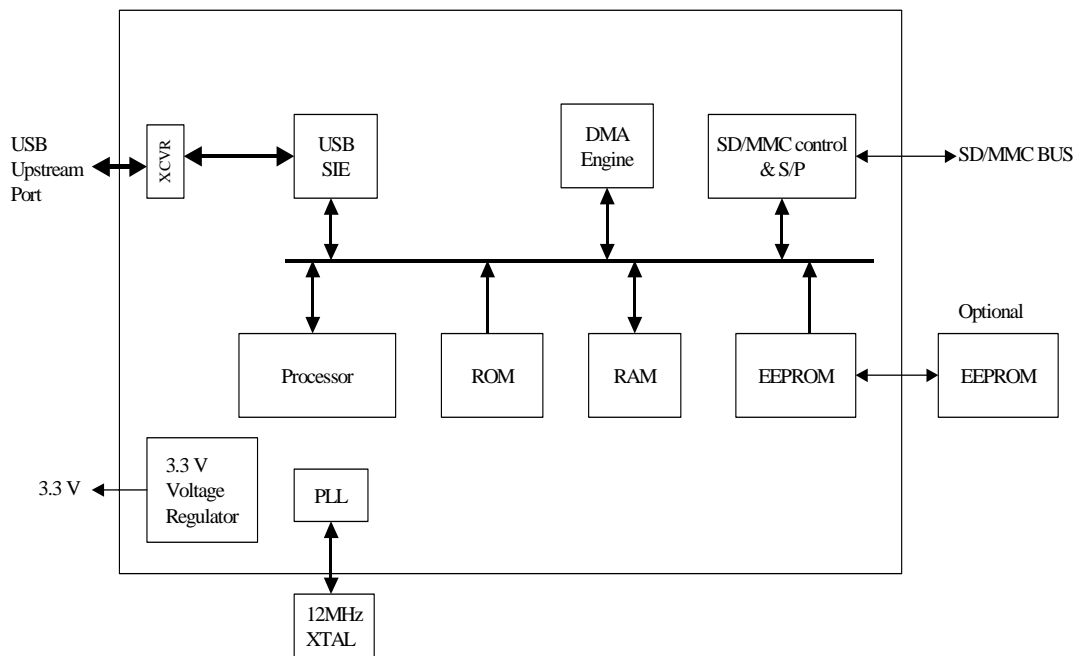 USB
Upstream
Port
XCVR
USB
SIE
DMA
Engine
SD/MMC control
& S/P
SD/MMC BUS
Processor
ROM
RAM
EEPROM
Optional
EEPROM
3.3 V
3.3 V
Voltage
Regulator
PLL
12MHz
XTAL